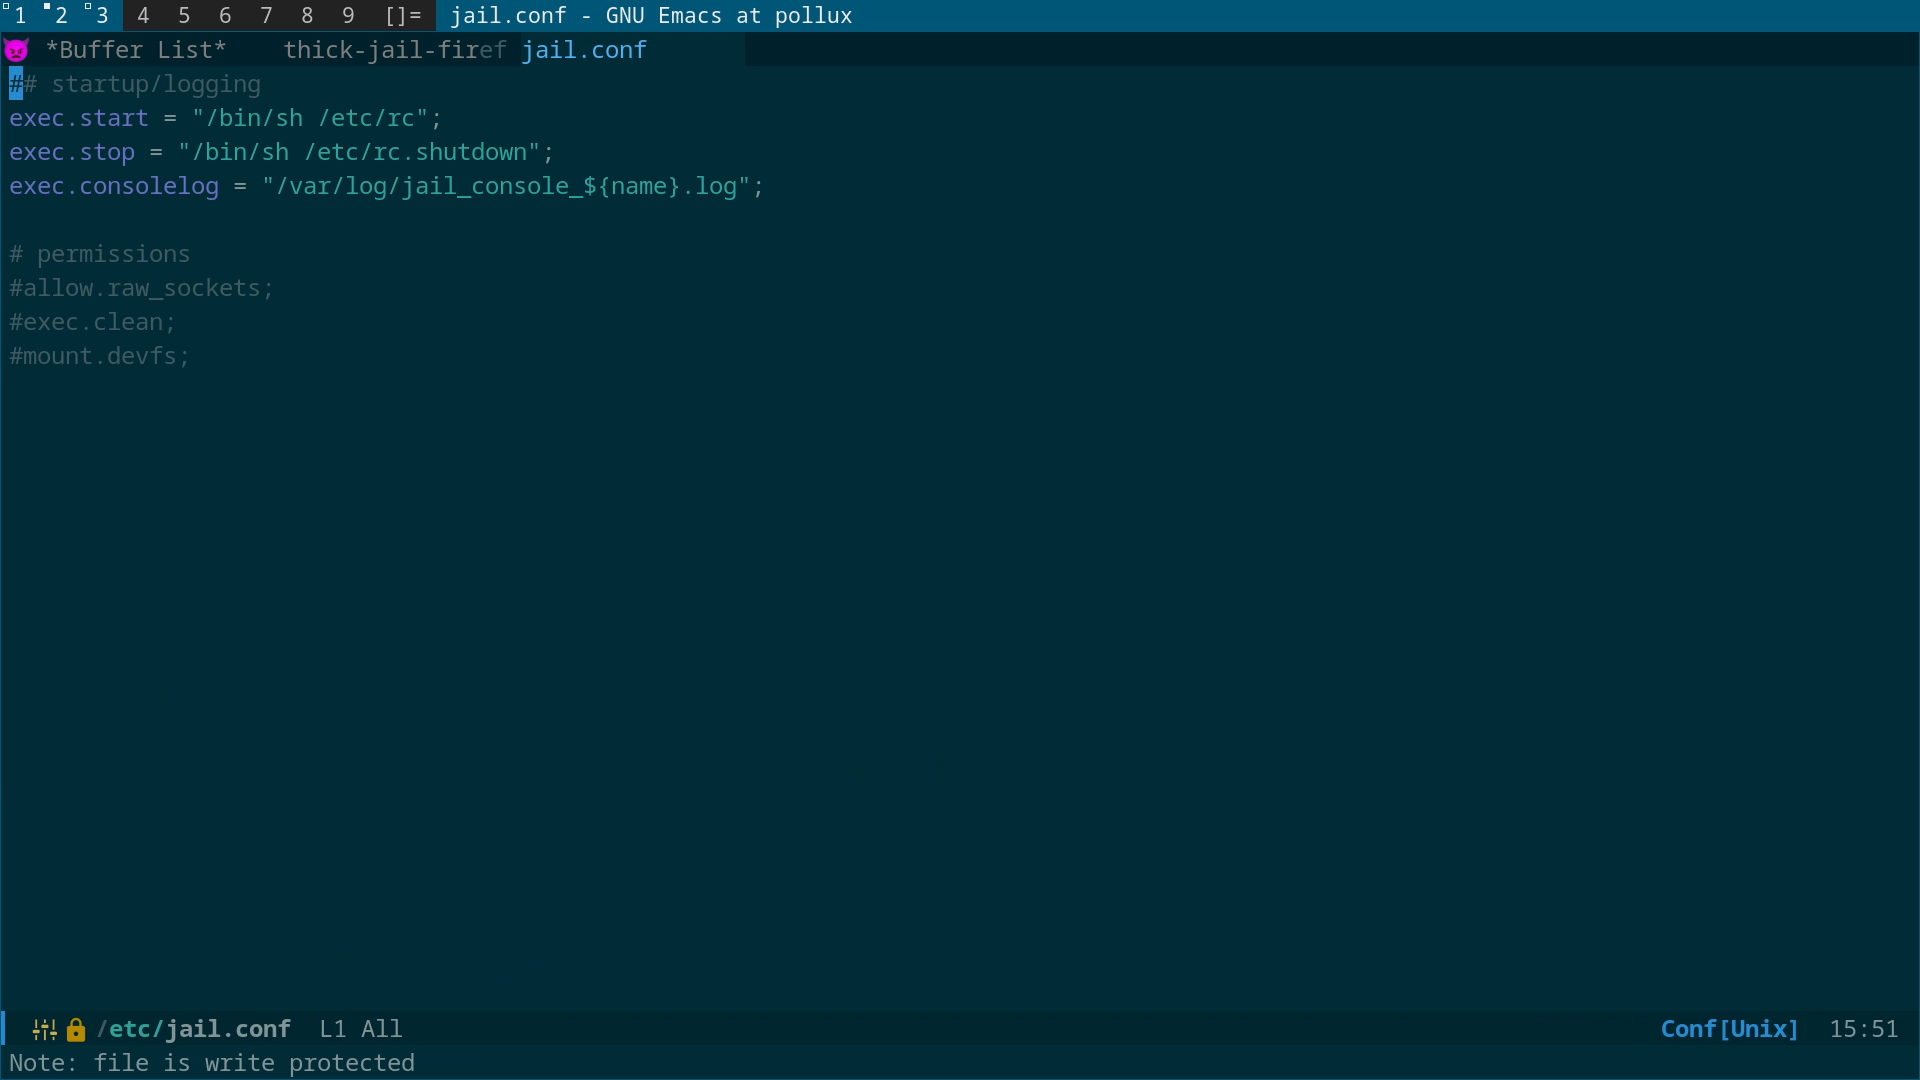 1 2 3 4 5 6 7 8 9 []= jail.conf - GNU Emacs at pollux
*Buffer List* thick-jail-firef jail.conf
## startup/logging
exec.start = "/bin/sh /etc/rc";
exec.stop = "/bin/sh /etc/rc.shutdown";
exec.consolelog = "/var/log/jail_console_${name}.log";
# permissions
#allow.raw_sockets;
#exec.clean;
#mount.devfs;
/etc/jail.conf L1 All Conf[Unix] 15:51
Note: file is write protected